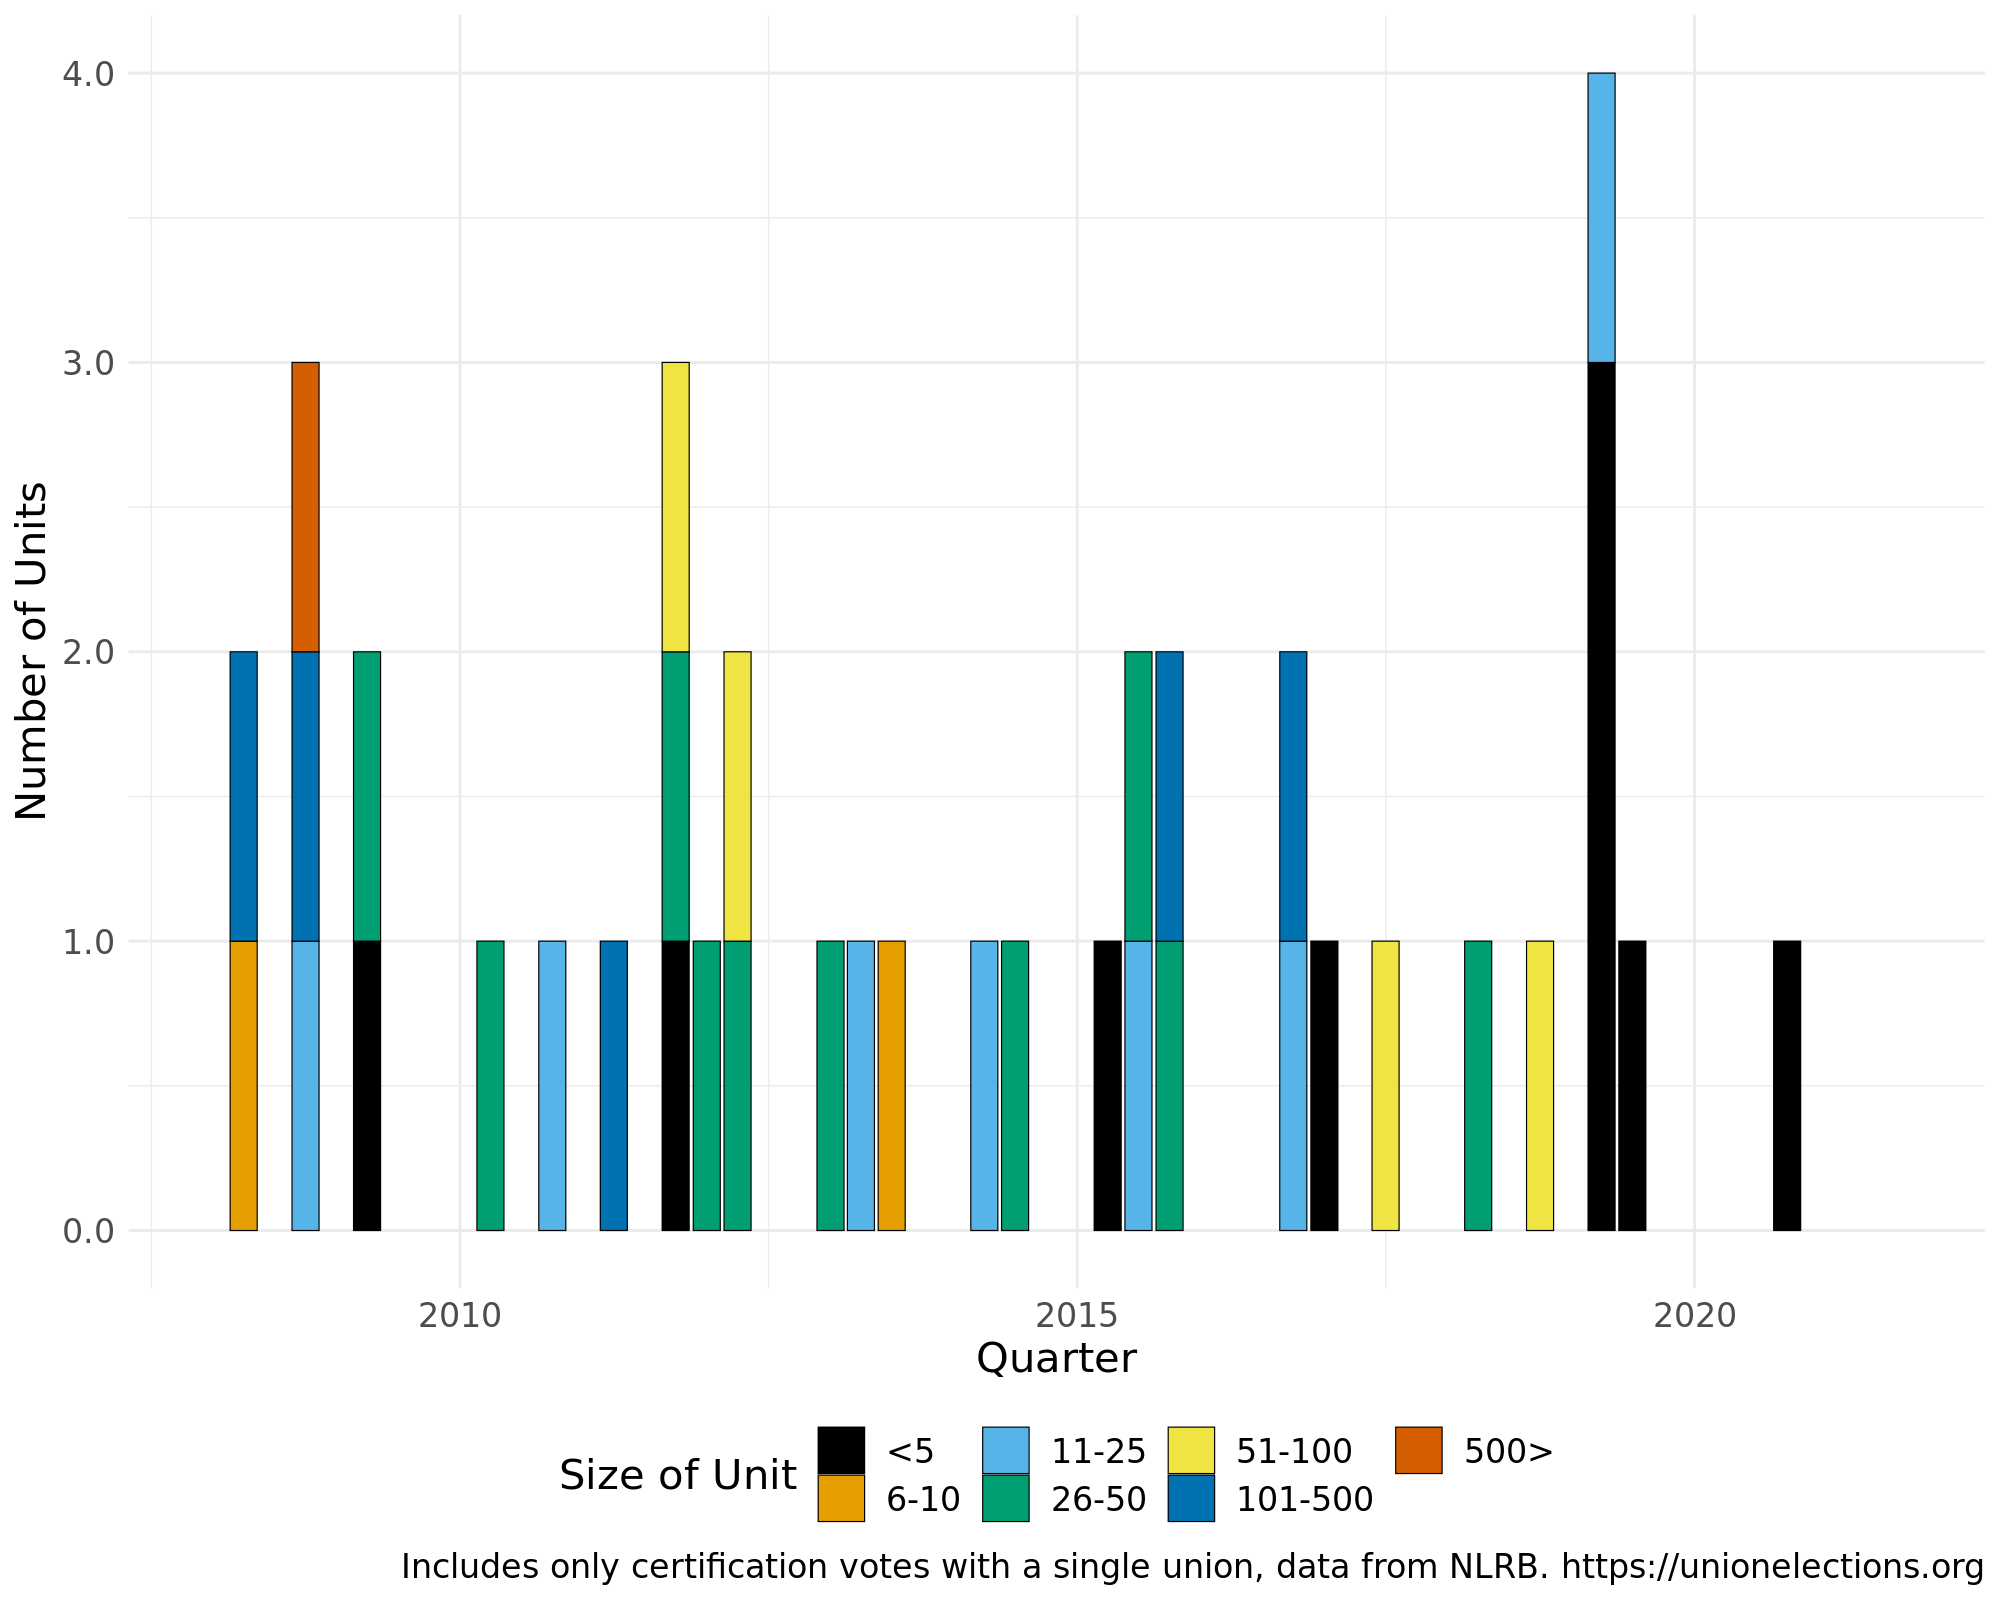 4.0
3.0
2.0
1.0
0.0
Number of Units
2010 2015 2020
Quarter
Size of Unit
<5 11-25 51-100 500>
6-10 26-50 101-500
Includes only certification votes with a single union, data from NLRB. https://unionelections.org